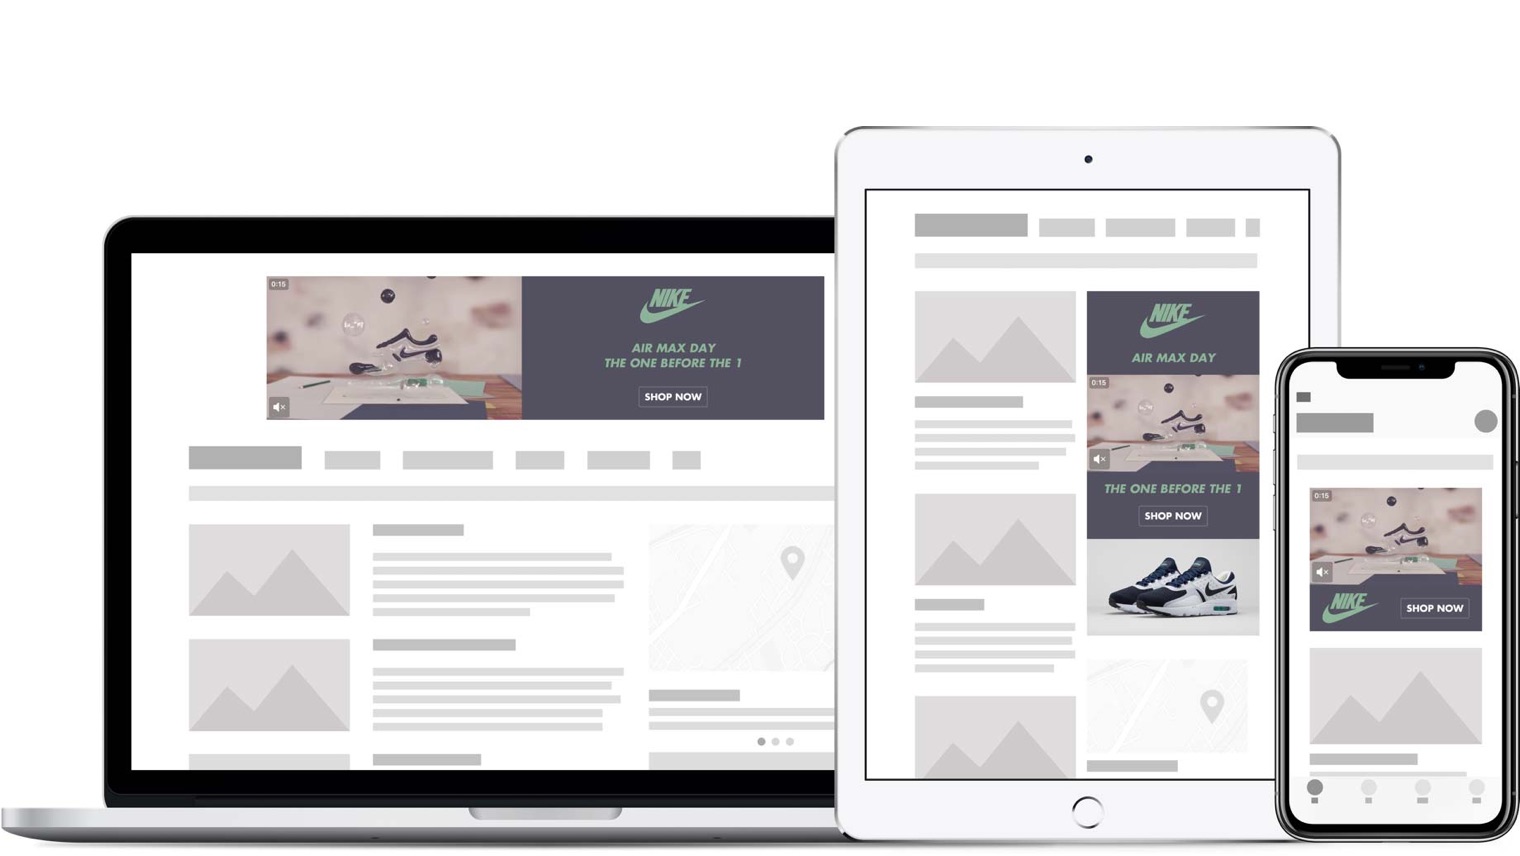 0:15
NIKE
AIR MAX DAY
THE ONE BEFORE THE 1
SHOP NOW
NIKE
AIR MAX DAY
0:15
THE ONE BEFORE THE 1
SHOP NOW
0:15
NIKE
SHOP NOW